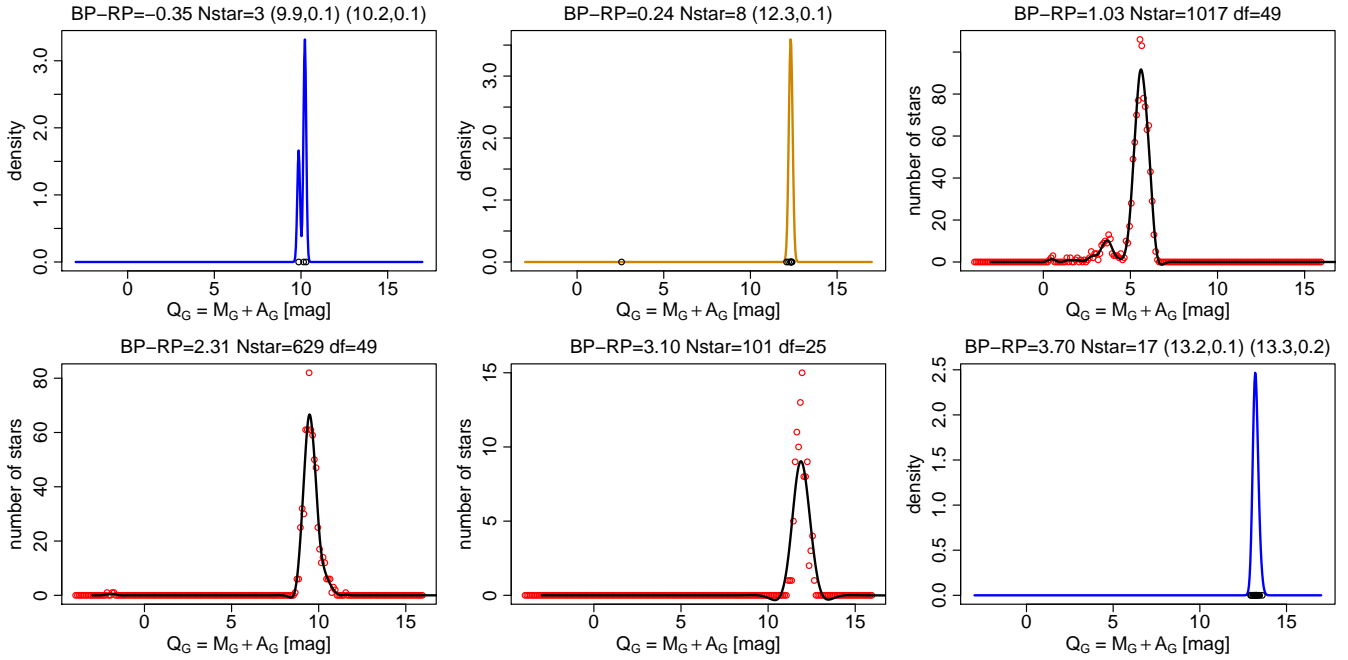 BP−RP=−0.35 Nstar=3 (9.9,0.1) (10.2,0.1)
density
0.0 1.0 2.0 3.0
0 5 10 15
Q_G = M_G + A_G [mag]
BP−RP=0.24 Nstar=8 (12.3,0.1)
density
0.0 1.0 2.0 3.0
0 5 10 15
Q_G = M_G + A_G [mag]
BP−RP=1.03 Nstar=1017 df=49
number of stars
0 20 40 60 80
0 5 10 15
Q_G = M_G + A_G [mag]
BP−RP=2.31 Nstar=629 df=49
number of stars
0 20 40 60 80
0 5 10 15
Q_G = M_G + A_G [mag]
BP−RP=3.10 Nstar=101 df=25
number of stars
0 5 10 15
0 5 10 15
Q_G = M_G + A_G [mag]
BP−RP=3.70 Nstar=17 (13.2,0.1) (13.3,0.2)
density
0.0 0.5 1.0 1.5 2.0 2.5
0 5 10 15
Q_G = M_G + A_G [mag]